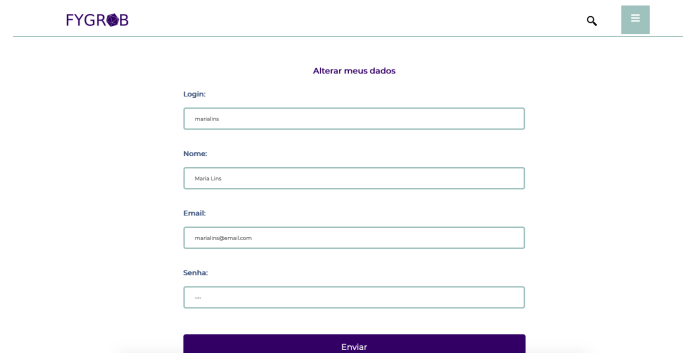 FYGROB
Alterar meus dados
Login:
marialins
Nome:
Maria Lins
Email:
marialins@email.com
Senha:
····
Enviar